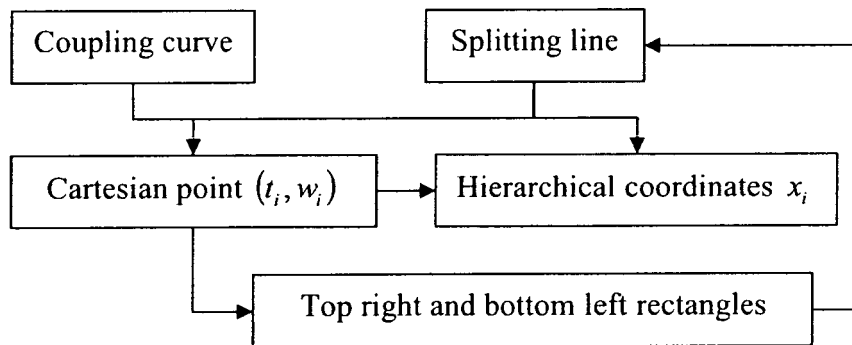 Coupling curve
Splitting line
Cartesian point (t_i, w_i)
Hierarchical coordinates x_i
Top right and bottom left rectangles